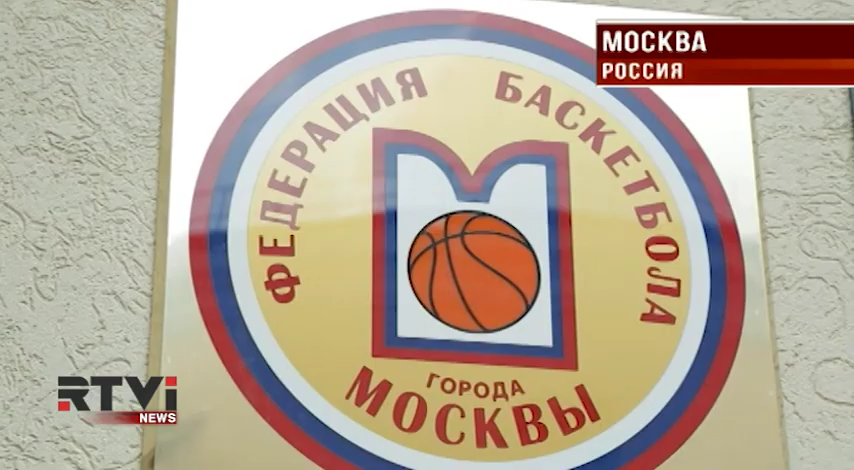 МОСКВА
РОССИЯ
ФЕДЕРАЦИЯ БАСКЕТБОЛА
ГОРОДА
МОСКВЫ
RTVi
NEWS